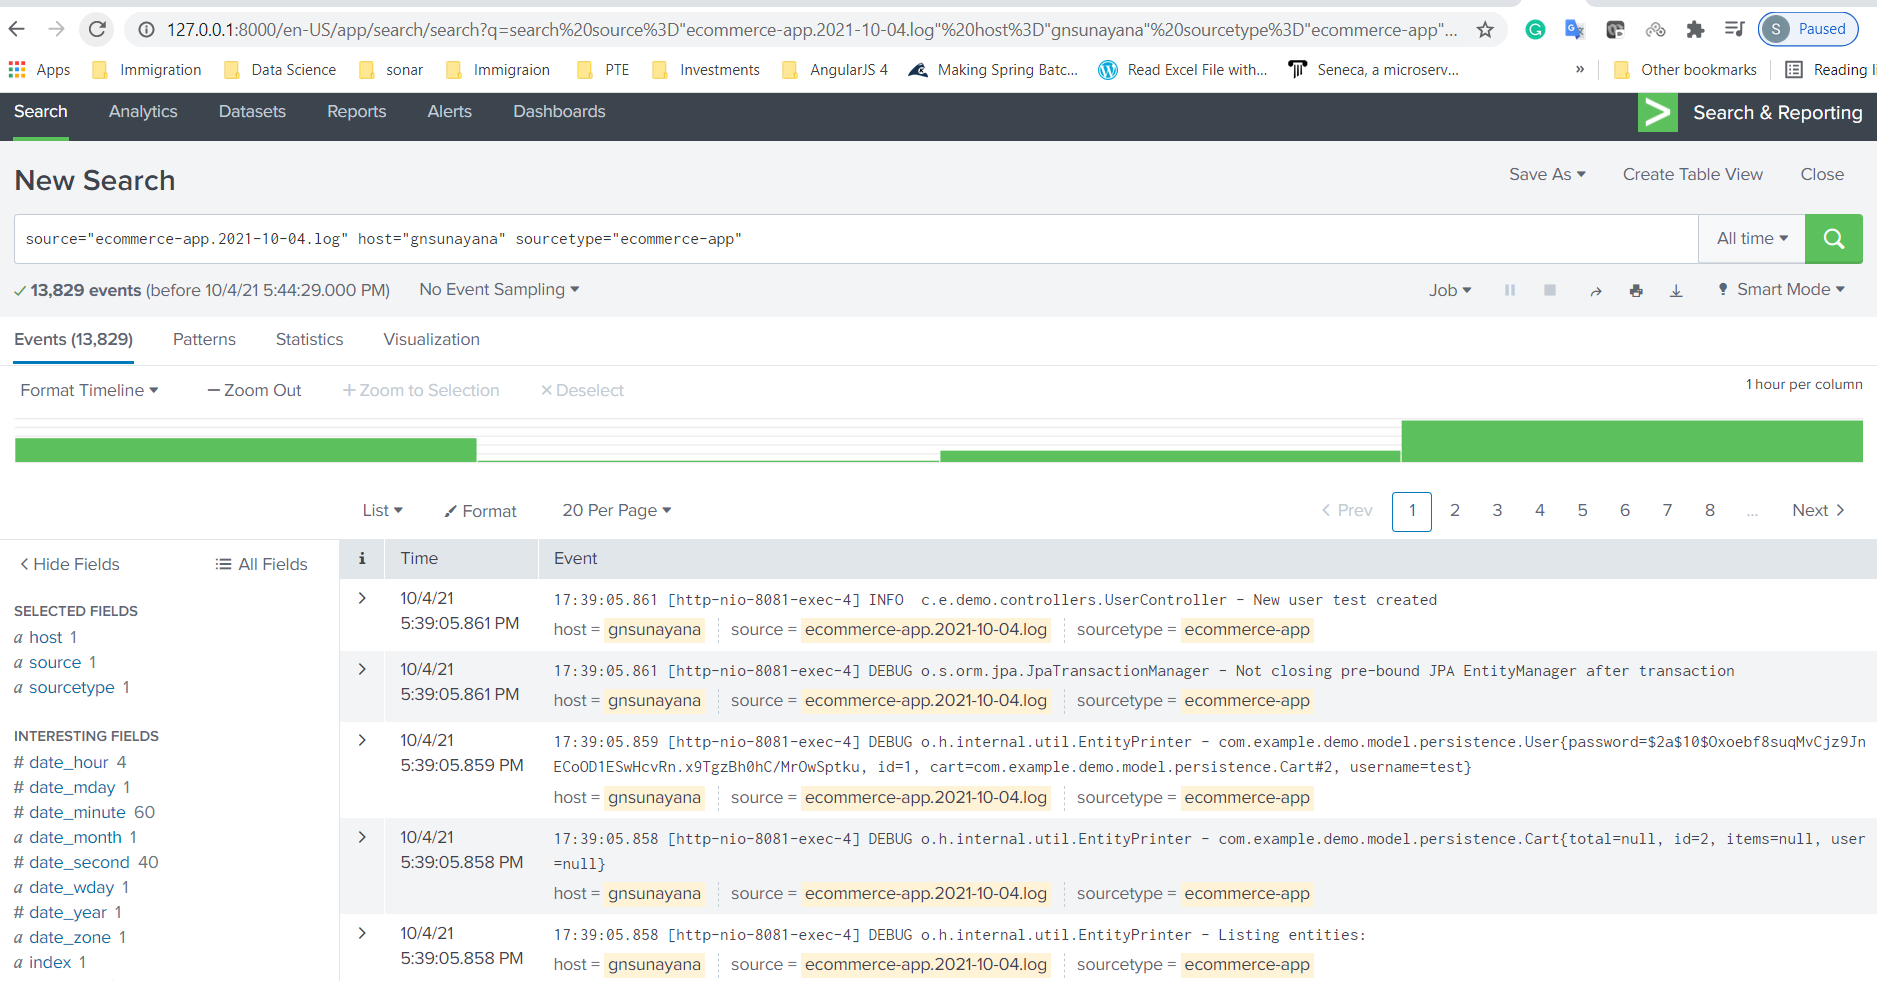 127.0.0.1:8000/en-US/app/search/search?q=search%20source%3D"ecommerce-app.2021-10-04.log"%20host%3D"gnsunayana"%20sourcetype%3D"ecommerce-app"... S Paused
Apps Immigration Data Science sonar Immigraion PTE Investments AngularJS 4 Making Spring Batc... Read Excel File with... Seneca, a microserv... » Other bookmarks Reading li
Search Analytics Datasets Reports Alerts Dashboards Search & Reporting
New Search Save As Create Table View Close
source="ecommerce-app.2021-10-04.log" host="gnsunayana" sourcetype="ecommerce-app" All time
13,829 events (before 10/4/21 5:44:29.000 PM) No Event Sampling Job Smart Mode
Events (13,829) Patterns Statistics Visualization
Format Timeline — Zoom Out + Zoom to Selection × Deselect 1 hour per column
List Format 20 Per Page < Prev 1 2 3 4 5 6 7 8 ... Next >
< Hide Fields All Fields
SELECTED FIELDS
a host 1
a source 1
a sourcetype 1
INTERESTING FIELDS
# date_hour 4
# date_mday 1
# date_minute 60
a date_month 1
# date_second 40
a date_wday 1
# date_year 1
a date_zone 1
a index 1
i Time Event
> 10/4/21 17:39:05.861 [http-nio-8081-exec-4] INFO  c.e.demo.controllers.UserController - New user test created
5:39:05.861 PM host = gnsunayana source = ecommerce-app.2021-10-04.log sourcetype = ecommerce-app
> 10/4/21 17:39:05.861 [http-nio-8081-exec-4] DEBUG o.s.orm.jpa.JpaTransactionManager - Not closing pre-bound JPA EntityManager after transaction
5:39:05.861 PM host = gnsunayana source = ecommerce-app.2021-10-04.log sourcetype = ecommerce-app
> 10/4/21 17:39:05.859 [http-nio-8081-exec-4] DEBUG o.h.internal.util.EntityPrinter - com.example.demo.model.persistence.User{password=$2a$10$Oxoebf8suqMvCjz9Jn
5:39:05.859 PM ECoOD1ESwHcvRn.x9TgzBh0hC/MrOwSptku, id=1, cart=com.example.demo.model.persistence.Cart#2, username=test}
host = gnsunayana source = ecommerce-app.2021-10-04.log sourcetype = ecommerce-app
> 10/4/21 17:39:05.858 [http-nio-8081-exec-4] DEBUG o.h.internal.util.EntityPrinter - com.example.demo.model.persistence.Cart{total=null, id=2, items=null, user
5:39:05.858 PM =null}
host = gnsunayana source = ecommerce-app.2021-10-04.log sourcetype = ecommerce-app
> 10/4/21 17:39:05.858 [http-nio-8081-exec-4] DEBUG o.h.internal.util.EntityPrinter - Listing entities:
5:39:05.858 PM host = gnsunayana source = ecommerce-app.2021-10-04.log sourcetype = ecommerce-app